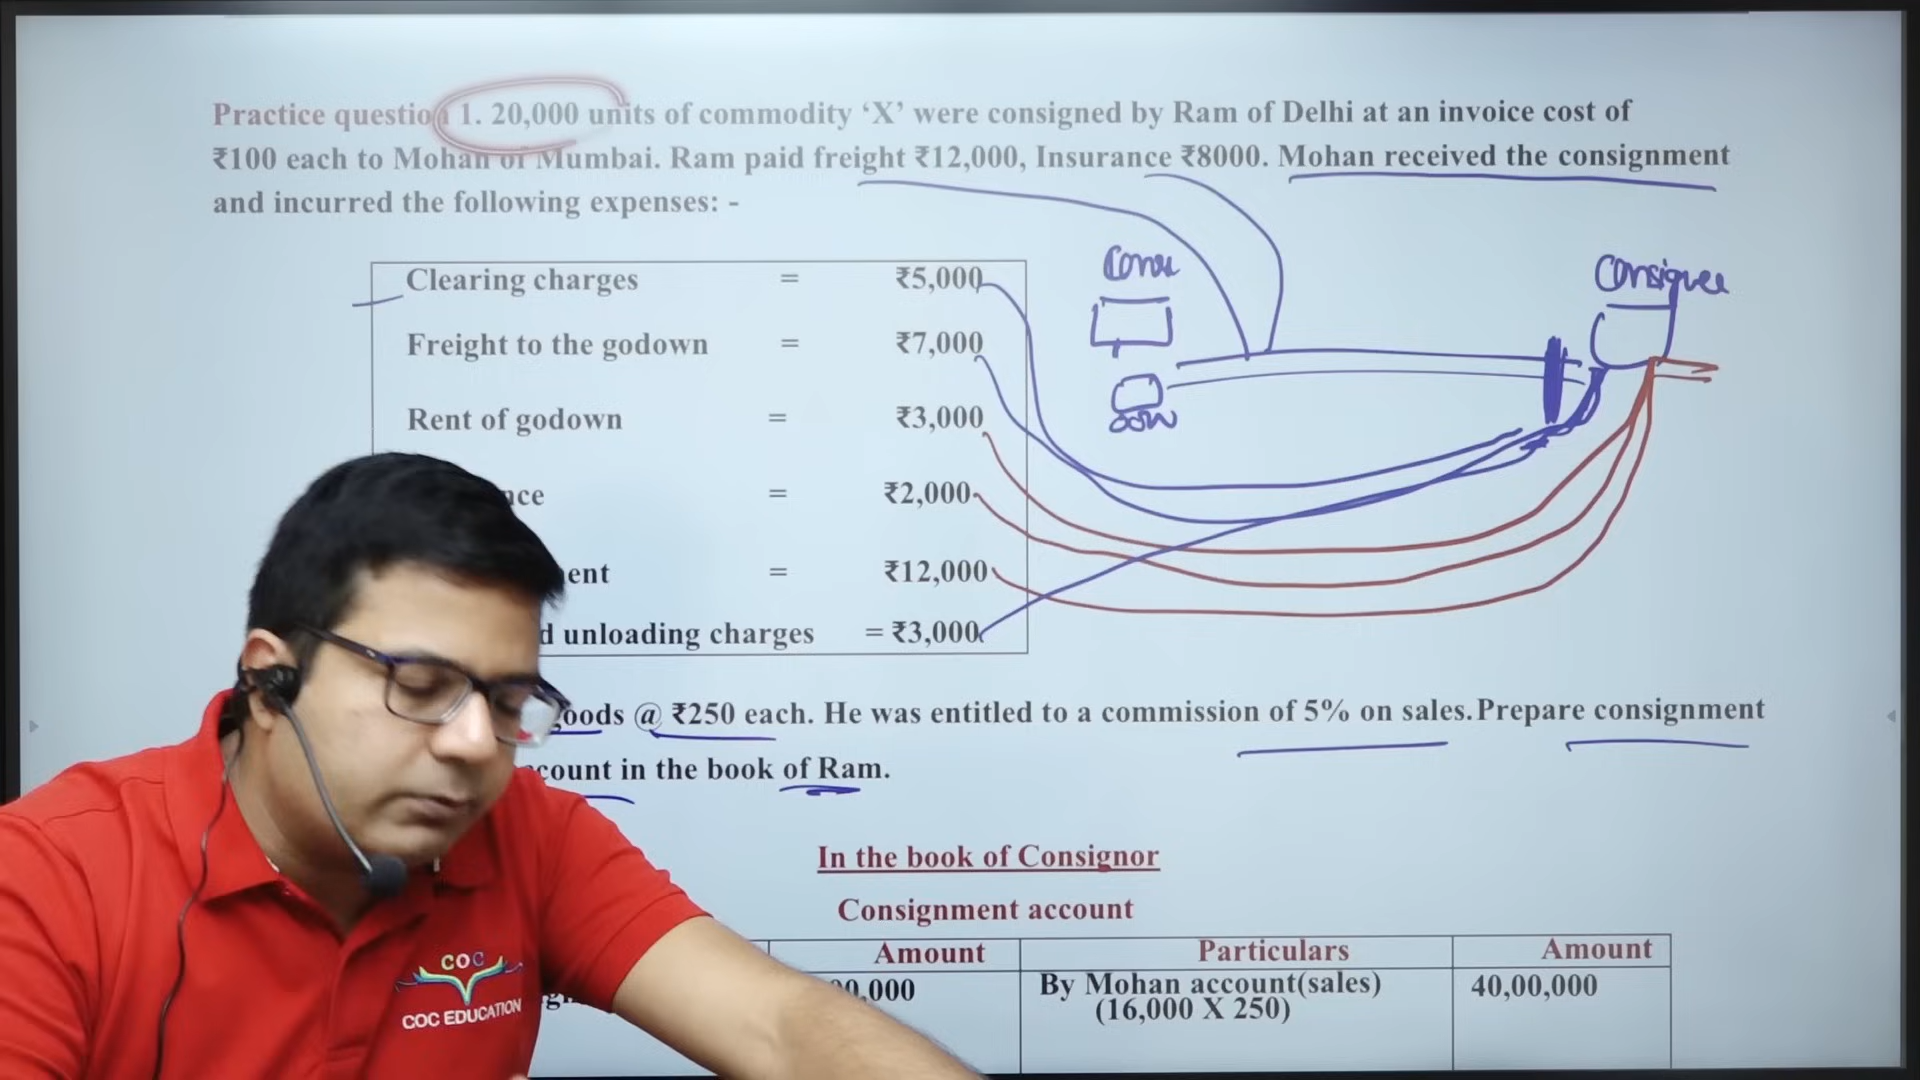 Practice question 1. 20,000 units of commodity ‘X’ were consigned by Ram of Delhi at an invoice cost of
₹100 each to Mohan of Mumbai. Ram paid freight ₹12,000, Insurance ₹8000. Mohan received the consignment
and incurred the following expenses: -
Consignee
Clearing charges = ₹5,000
Freight to the godown = ₹7,000
Rent of godown = ₹3,000
= ₹2,000
= ₹12,000
unloading charges = ₹3,000
@ ₹250 each. He was entitled to a commission of 5% on sales. Prepare consignment
in the book of Ram.
In the book of Consignor
Consignment account
Amount Particulars Amount
By Mohan account(sales) 40,00,000
(16,000 X 250)
COC
COC EDUCATION